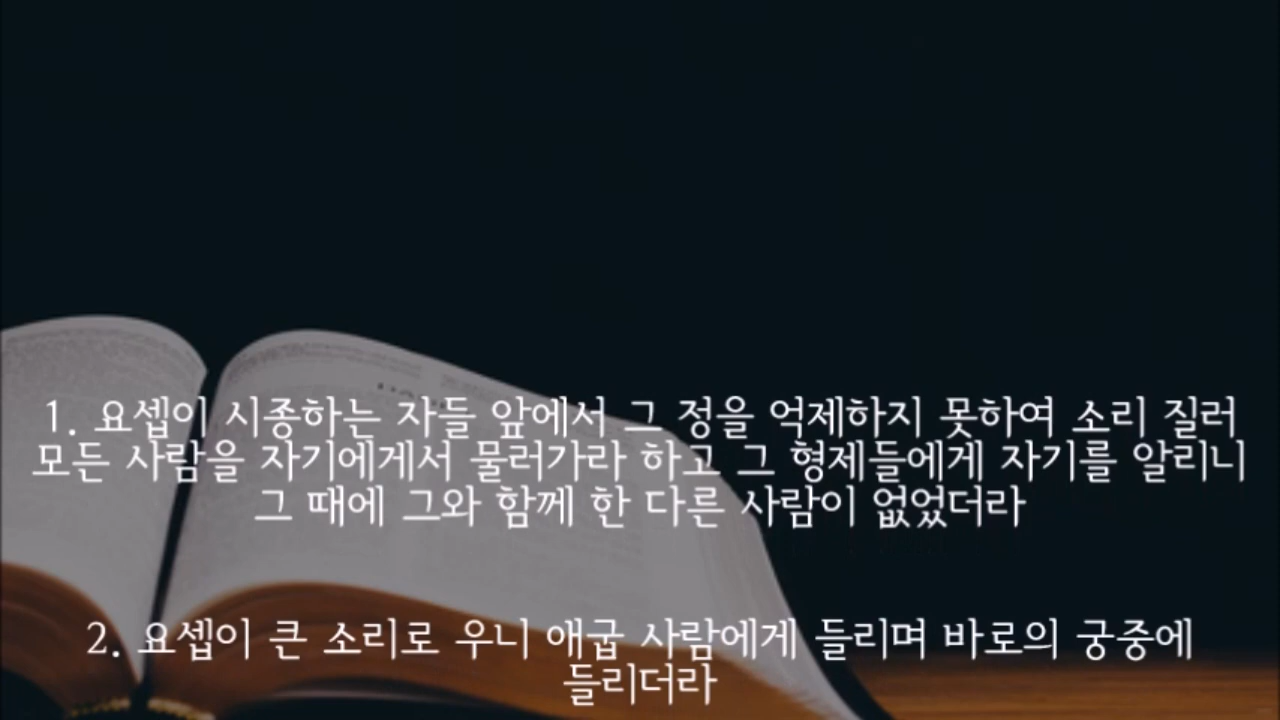 1. 요셉이 시종하는 자들 앞에서 그 정을 억제하지 못하여 소리 질러
모든 사람을 자기에게서 물러가라 하고 그 형제들에게 자기를 알리니
그 때에 그와 함께 한 다른 사람이 없었더라
2. 요셉이 큰 소리로 우니 애굽 사람에게 들리며 바로의 궁중에
들리더라